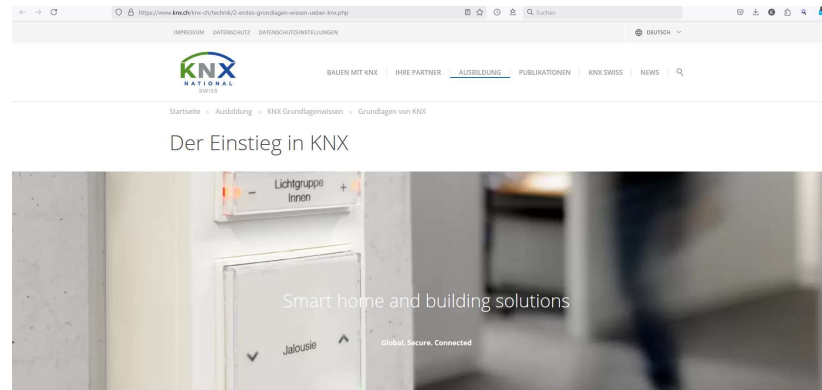 https://www.knx.ch/knx-ch/technik/2-erstes-grundlagen-wissen-ueber-knx.php
Suchen
IMPRESSUM DATENSCHUTZ DATENSCHUTZEINSTELLUNGEN
DEUTSCH
KNX
NATIONAL
SWISS
BAUEN MIT KNX IHRE PARTNER AUSBILDUNG PUBLIKATIONEN KNX SWISS NEWS
Startseite » Ausbildung » KNX Grundlagenwissen » Grundlagen von KNX
Der Einstieg in KNX
− Lichtgruppe +
Innen
Smart home and building solutions
Global. Secure. Connected
Jalousie